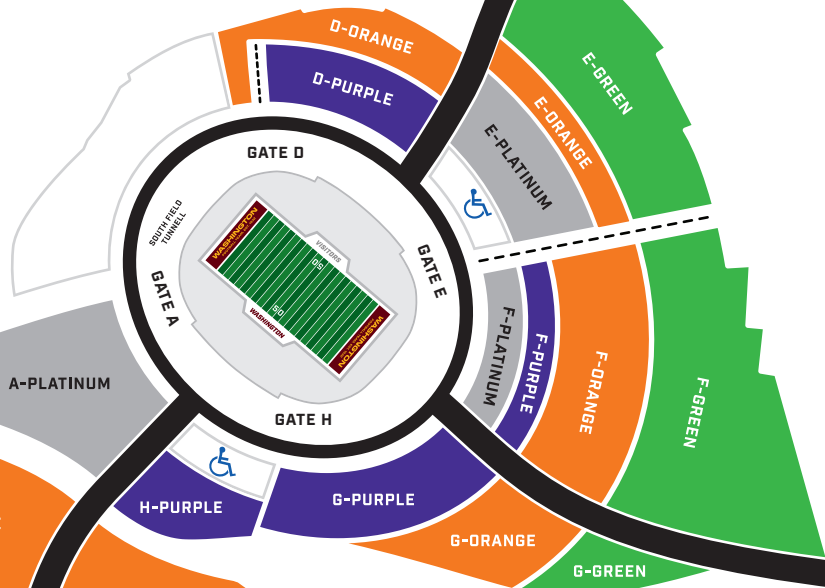 D-ORANGE
D-PURPLE
E-GREEN
E-ORANGE
E-PLATINUM
GATE D
SOUTH FIELD
TUNNELL
GATE A
GATE E
WASHINGTON
VISITORS
50
50
WASHINGTON
WASHINGTON
A-PLATINUM
GATE H
F-PLATINUM
F-PURPLE
F-ORANGE
F-GREEN
H-PURPLE
G-PURPLE
G-ORANGE
G-GREEN